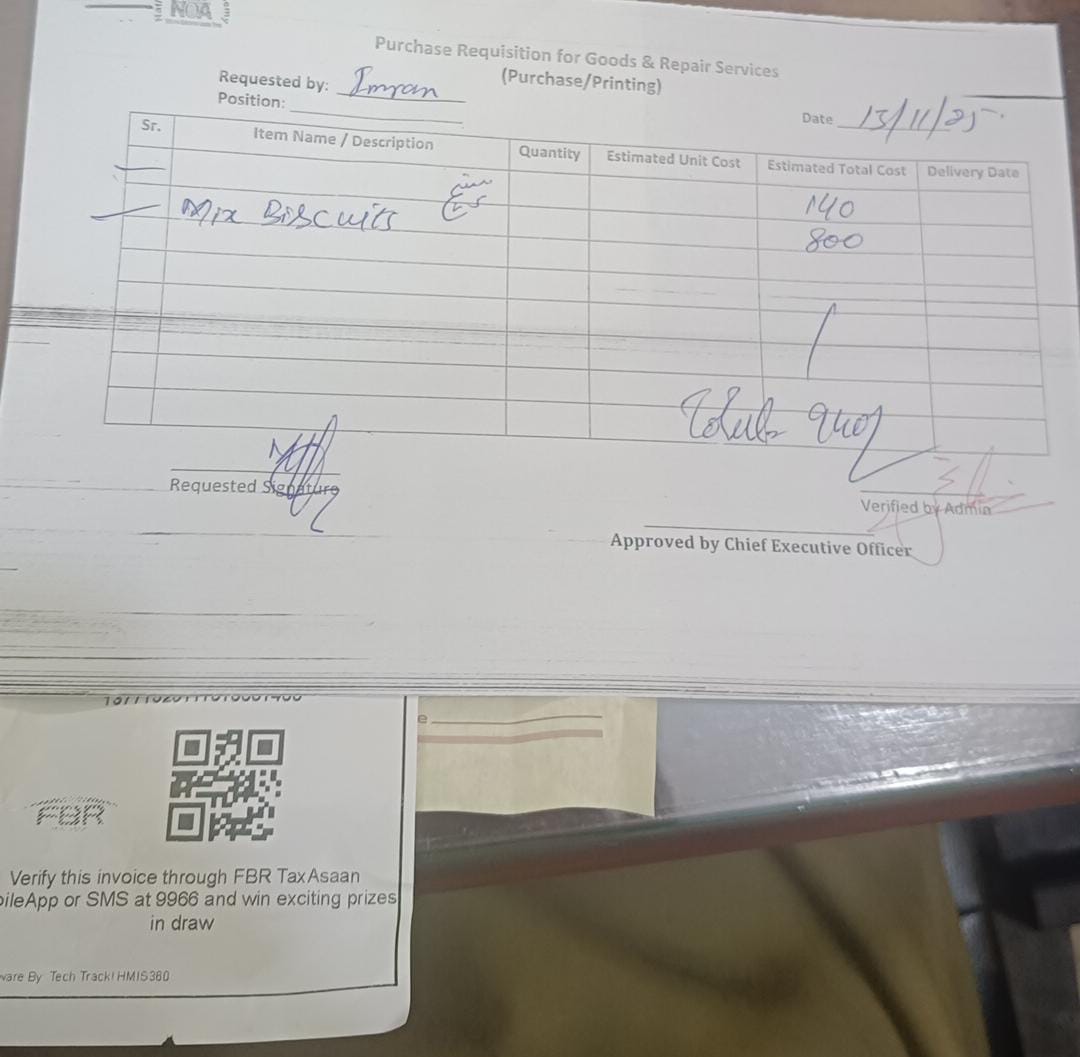 NOA
Purchase Requisition for Goods & Repair Services
(Purchase/Printing)
Requested by: Imran
Position:
Date 13/11/25
Sr. Item Name / Description Quantity Estimated Unit Cost Estimated Total Cost Delivery Date
140
Mix Biscuits 800
Total 940/
Requested Signature
Verified by Admin
Approved by Chief Executive Officer
FBR
Verify this invoice through FBR TaxAsaan
bileApp or SMS at 9966 and win exciting prizes
in draw
ware By Tech Track! HMIS360